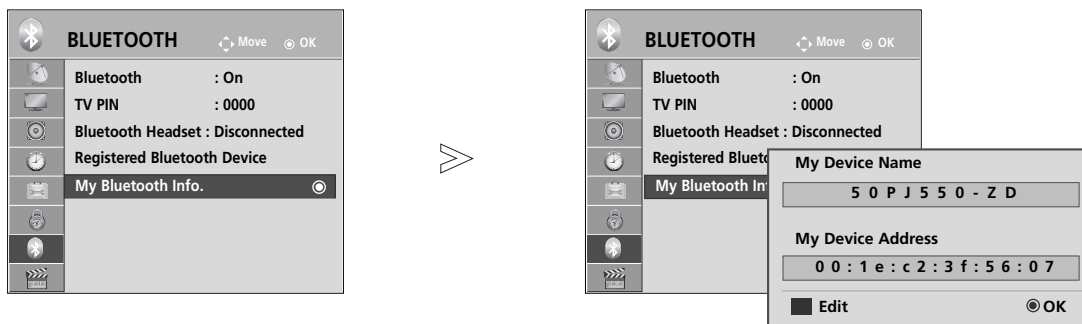 BLUETOOTH Move OK
Bluetooth : On
TV PIN : 0000
Bluetooth Headset : Disconnected
Registered Bluetooth Device
My Bluetooth Info.
BLUETOOTH Move OK
Bluetooth : On
TV PIN : 0000
Bluetooth Headset : Disconnected
Registered
My Bluetooth
My Device Name
50PJ550-ZD
My Device Address
00:1e:c2:3f:56:07
Edit OK